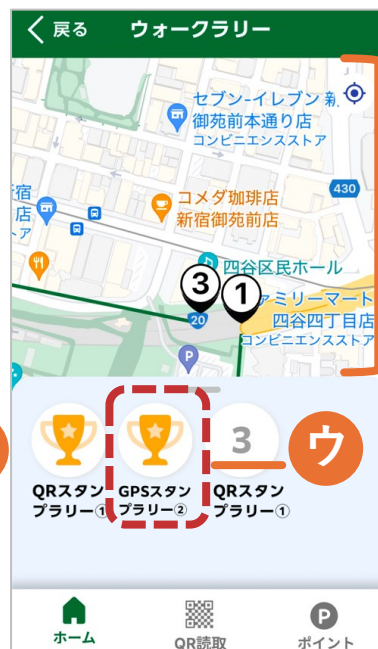 戻る ウォークラリー
セブン-イレブン 新
御苑前本通り店
コンビニエンスストア
宿
店
ア
コメダ珈琲店
新宿御苑前店
430
四谷区民ホール
3
1
ァミリーマート
20
四谷四丁目店
コンビニエンスストア
P
3
ウ
QRスタン
プラリー①
GPSスタン
プラリー②
QRスタン
プラリー①
ホーム
QR読取
P
ポイント